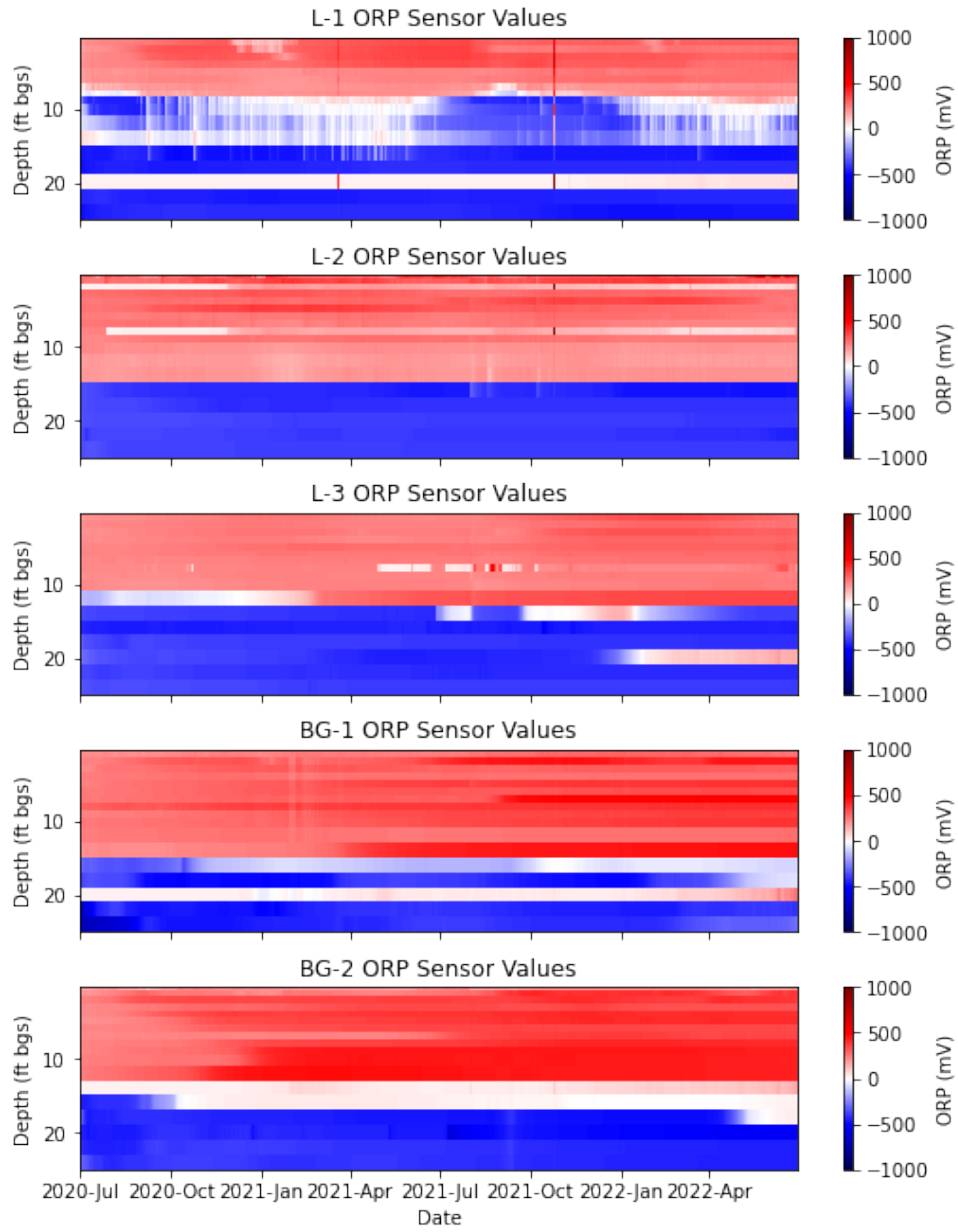 L-1 ORP Sensor Values
Depth (ft bgs)
10
20
1000
500
0
−500
−1000
ORP (mV)
L-2 ORP Sensor Values
Depth (ft bgs)
10
20
1000
500
0
−500
−1000
ORP (mV)
L-3 ORP Sensor Values
Depth (ft bgs)
10
20
1000
500
0
−500
−1000
ORP (mV)
BG-1 ORP Sensor Values
Depth (ft bgs)
10
20
1000
500
0
−500
−1000
ORP (mV)
BG-2 ORP Sensor Values
Depth (ft bgs)
10
20
1000
500
0
−500
−1000
ORP (mV)
2020-Jul 2020-Oct 2021-Jan 2021-Apr 2021-Jul 2021-Oct 2022-Jan 2022-Apr
Date